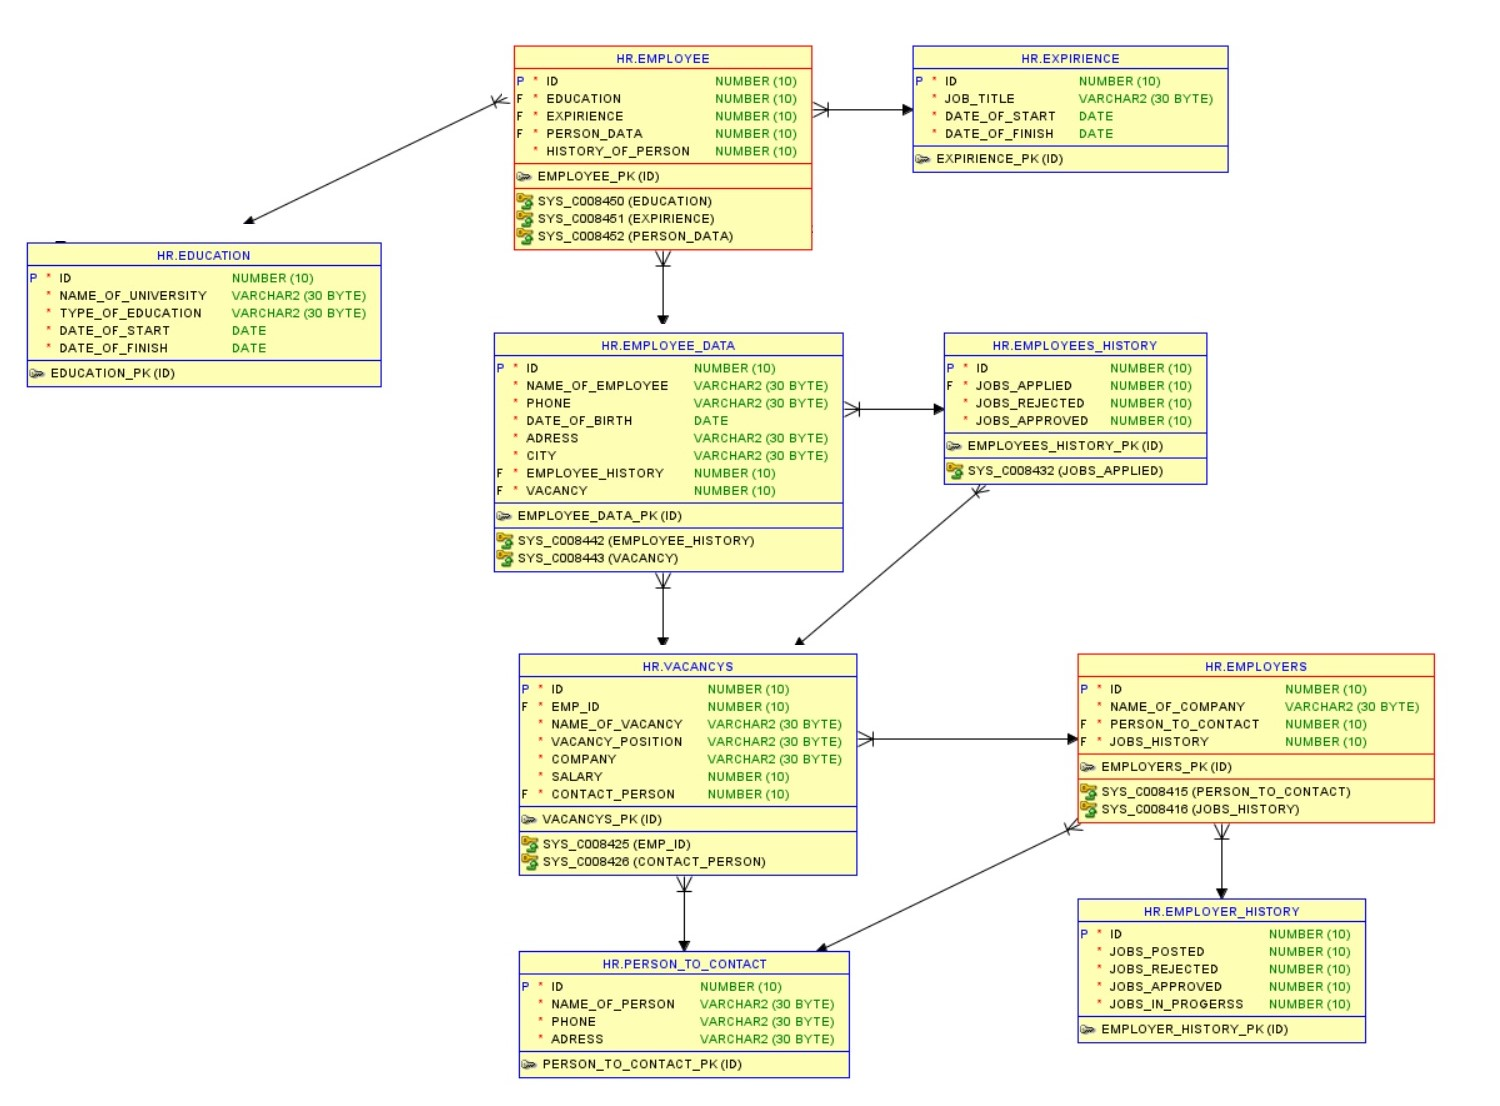 HR.EMPLOYEE
P * ID NUMBER (10)
F * EDUCATION NUMBER (10)
F * EXPIRIENCE NUMBER (10)
F * PERSON_DATA NUMBER (10)
* HISTORY_OF_PERSON NUMBER (10)
EMPLOYEE_PK (ID)
SYS_C008450 (EDUCATION)
SYS_C008451 (EXPIRIENCE)
SYS_C008452 (PERSON_DATA)
HR.EXPIRIENCE
P * ID NUMBER (10)
* JOB_TITLE VARCHAR2 (30 BYTE)
* DATE_OF_START DATE
* DATE_OF_FINISH DATE
EXPIRIENCE_PK (ID)
HR.EDUCATION
P * ID NUMBER (10)
* NAME_OF_UNIVERSITY VARCHAR2 (30 BYTE)
* TYPE_OF_EDUCATION VARCHAR2 (30 BYTE)
* DATE_OF_START DATE
* DATE_OF_FINISH DATE
EDUCATION_PK (ID)
HR.EMPLOYEE_DATA
P * ID NUMBER (10)
* NAME_OF_EMPLOYEE VARCHAR2 (30 BYTE)
* PHONE VARCHAR2 (30 BYTE)
* DATE_OF_BIRTH DATE
* ADRESS VARCHAR2 (30 BYTE)
* CITY VARCHAR2 (30 BYTE)
F * EMPLOYEE_HISTORY NUMBER (10)
F * VACANCY NUMBER (10)
EMPLOYEE_DATA_PK (ID)
SYS_C008442 (EMPLOYEE_HISTORY)
SYS_C008443 (VACANCY)
HR.EMPLOYEES_HISTORY
P * ID NUMBER (10)
F * JOBS_APPLIED NUMBER (10)
* JOBS_REJECTED NUMBER (10)
* JOBS_APPROVED NUMBER (10)
EMPLOYEES_HISTORY_PK (ID)
SYS_C008432 (JOBS_APPLIED)
HR.VACANCYS
P * ID NUMBER (10)
F * EMP_ID NUMBER (10)
* NAME_OF_VACANCY VARCHAR2 (30 BYTE)
* VACANCY_POSITION VARCHAR2 (30 BYTE)
* COMPANY VARCHAR2 (30 BYTE)
* SALARY NUMBER (10)
F * CONTACT_PERSON NUMBER (10)
VACANCYS_PK (ID)
SYS_C008425 (EMP_ID)
SYS_C008426 (CONTACT_PERSON)
HR.EMPLOYERS
P * ID NUMBER (10)
* NAME_OF_COMPANY VARCHAR2 (30 BYTE)
F * PERSON_TO_CONTACT NUMBER (10)
F * JOBS_HISTORY NUMBER (10)
EMPLOYERS_PK (ID)
SYS_C008415 (PERSON_TO_CONTACT)
SYS_C008416 (JOBS_HISTORY)
HR.PERSON_TO_CONTACT
P * ID NUMBER (10)
* NAME_OF_PERSON VARCHAR2 (30 BYTE)
* PHONE VARCHAR2 (30 BYTE)
* ADRESS VARCHAR2 (30 BYTE)
PERSON_TO_CONTACT_PK (ID)
HR.EMPLOYER_HISTORY
P * ID NUMBER (10)
* JOBS_POSTED NUMBER (10)
* JOBS_REJECTED NUMBER (10)
* JOBS_APPROVED NUMBER (10)
* JOBS_IN_PROGERSS NUMBER (10)
EMPLOYER_HISTORY_PK (ID)